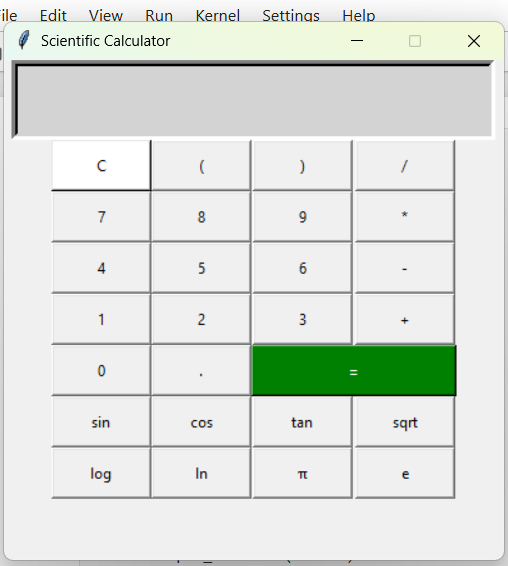 ile Edit View Run Kernel Settings Help
Scientific Calculator
C ( ) /
7 8 9 *
4 5 6 -
1 2 3 +
0 . =
sin cos tan sqrt
log ln π e